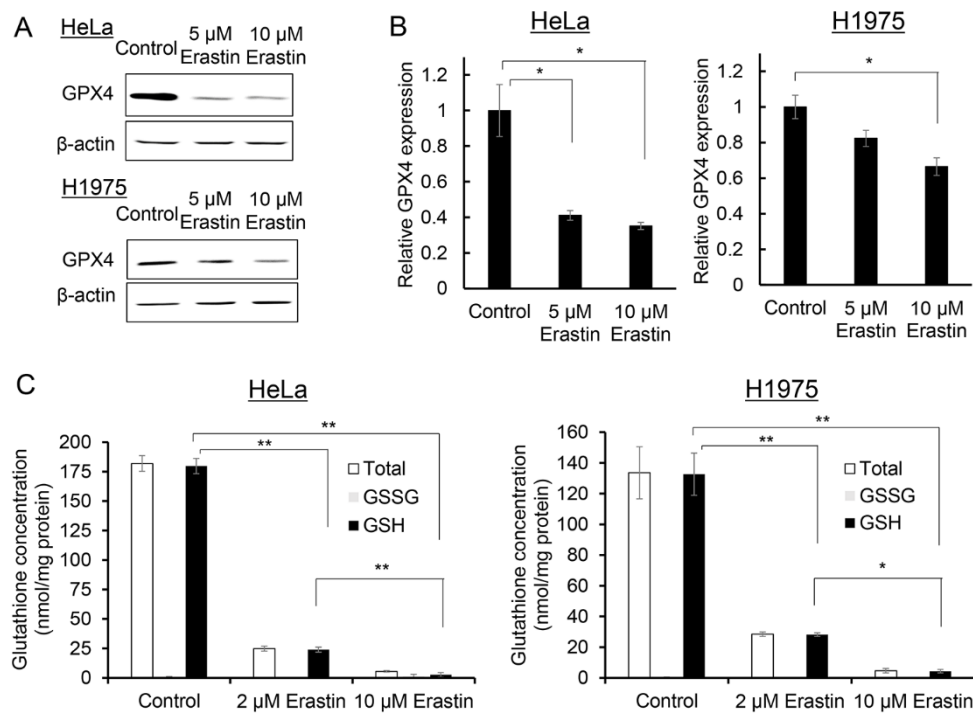 A
HeLa
Control
5 µM
Erastin
10 µM
Erastin
GPX4
β-actin
H1975
Control
5 µM
Erastin
10 µM
Erastin
GPX4
β-actin
B
HeLa
Relative GPX4 expression
1.2
1
0.8
0.6
0.4
0.2
0
*
*
Control
5 µM
Erastin
10 µM
Erastin
H1975
Relative GPX4 expression
1.2
1
0.8
0.6
0.4
0.2
0
*
Control
5 µM
Erastin
10 µM
Erastin
C
HeLa
Glutathione concentration
(nmol/mg protein)
200
175
150
125
100
75
50
25
0
**
**
**
Total
GSSG
GSH
Control
2 µM Erastin
10 µM Erastin
H1975
Glutathione concentration
(nmol/mg protein)
160
140
120
100
80
60
40
20
0
**
**
*
Total
GSSG
GSH
Control
2 µM Erastin
10 µM Erastin